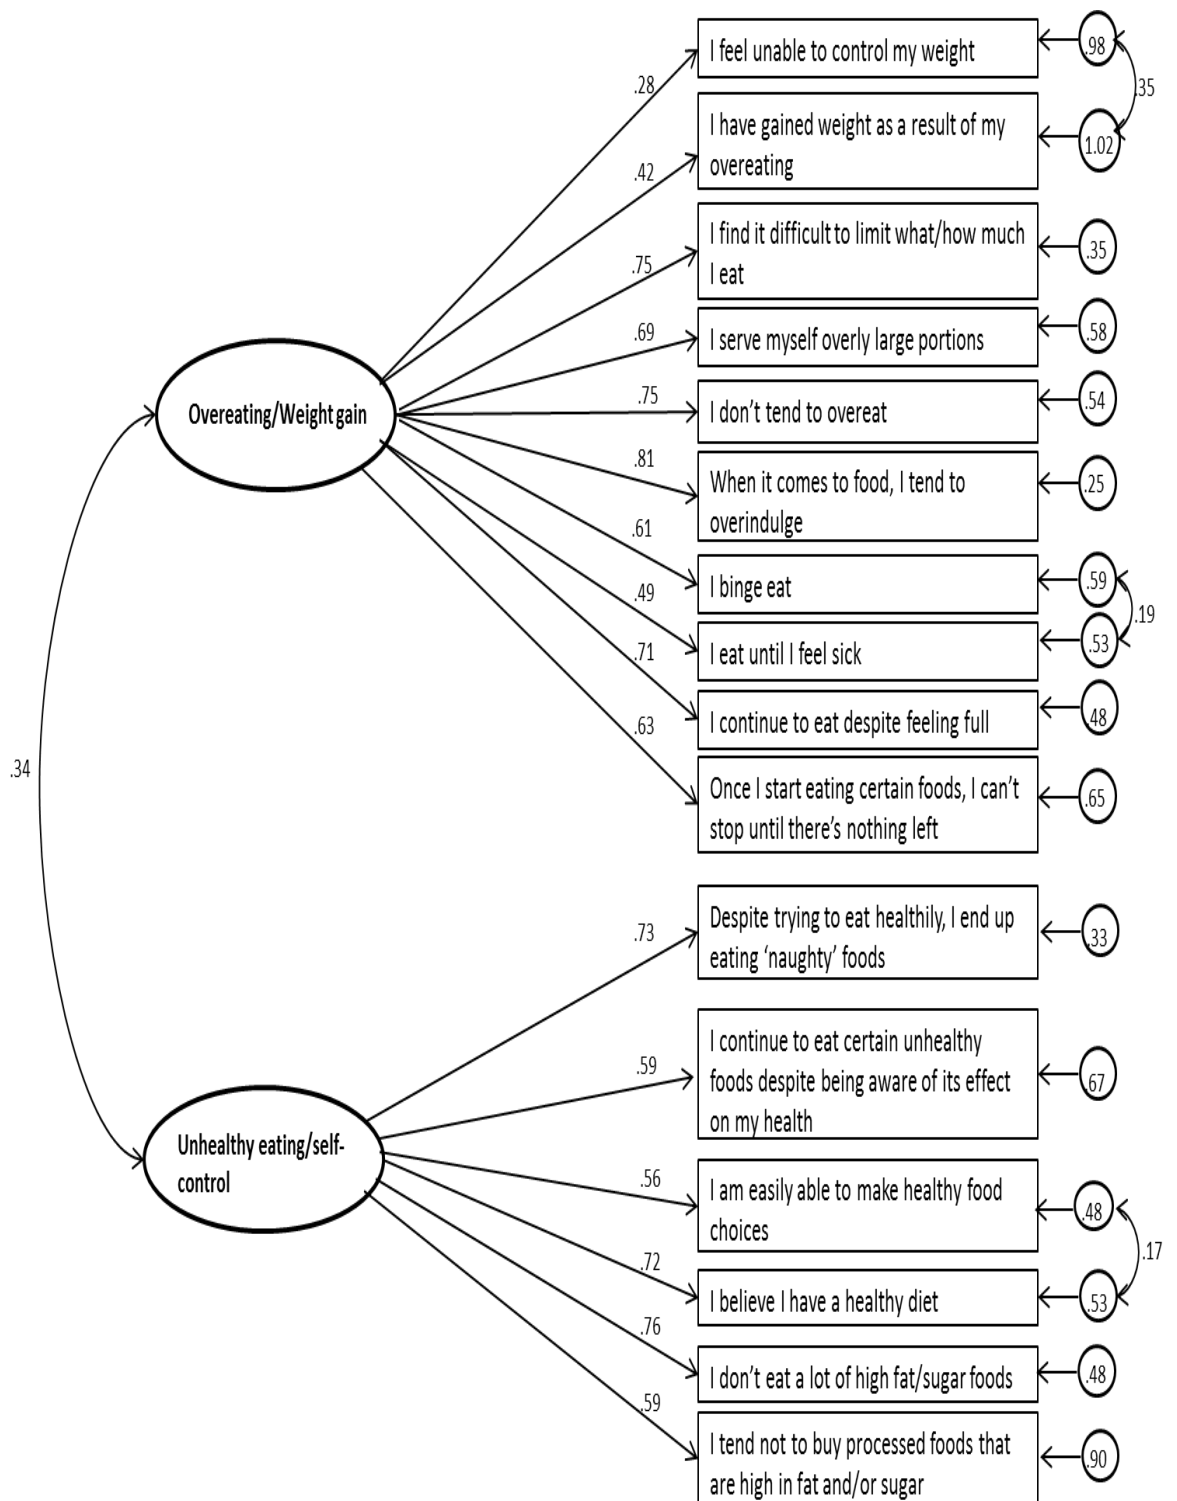 I feel unable to control my weight
.98
.35
.28
I have gained weight as a result of my
overeating
1.02
.42
I find it difficult to limit what/how much
I eat
.35
.75
I serve myself overly large portions
.58
.69
I don't tend to overeat
.54
.75
Overeating/Weight gain
When it comes to food, I tend to
overindulge
.25
.81
I binge eat
.59
.61
.19
I eat until I feel sick
.53
.49
I continue to eat despite feeling full
.48
.71
Once I start eating certain foods, I can't
stop until there's nothing left
.65
.63
.34
Despite trying to eat healthily, I end up
eating ‘naughty’ foods
.33
.73
I continue to eat certain unhealthy
foods despite being aware of its effect
on my health
.67
.59
Unhealthy eating/self-
control
I am easily able to make healthy food
choices
.48
.56
.17
I believe I have a healthy diet
.53
.72
I don't eat a lot of high fat/sugar foods
.48
.76
I tend not to buy processed foods that
are high in fat and/or sugar
.90
.59